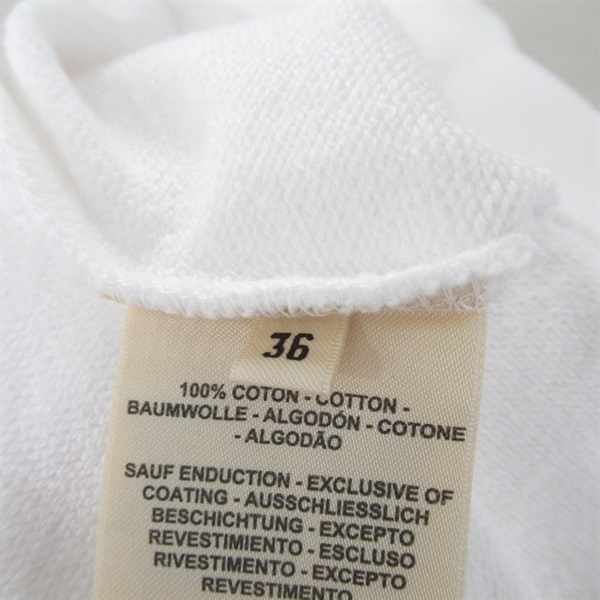 36
100% COTON - COTTON -
BAUMWOLLE - ALGODÓN - COTONE
- ALGODÃO
SAUF ENDUCTION - EXCLUSIVE OF
COATING - AUSSCHLIESSLICH
BESCHICHTUNG - EXCEPTO
REVESTIMIENTO - ESCLUSO
RIVESTIMENTO - EXCEPTO
REVESTIMENTO